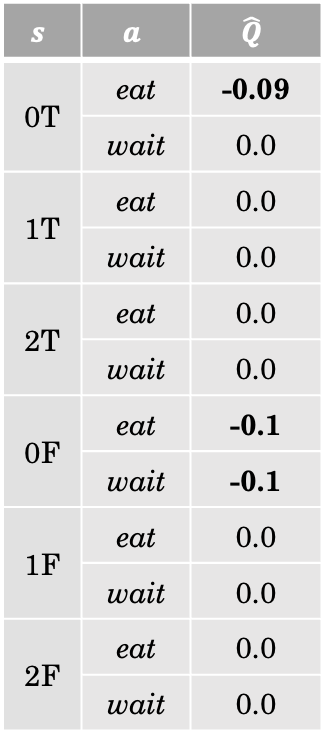 s a Q̂
0T eat -0.09
wait 0.0
1T eat 0.0
wait 0.0
2T eat 0.0
wait 0.0
0F eat -0.1
wait -0.1
1F eat 0.0
wait 0.0
2F eat 0.0
wait 0.0